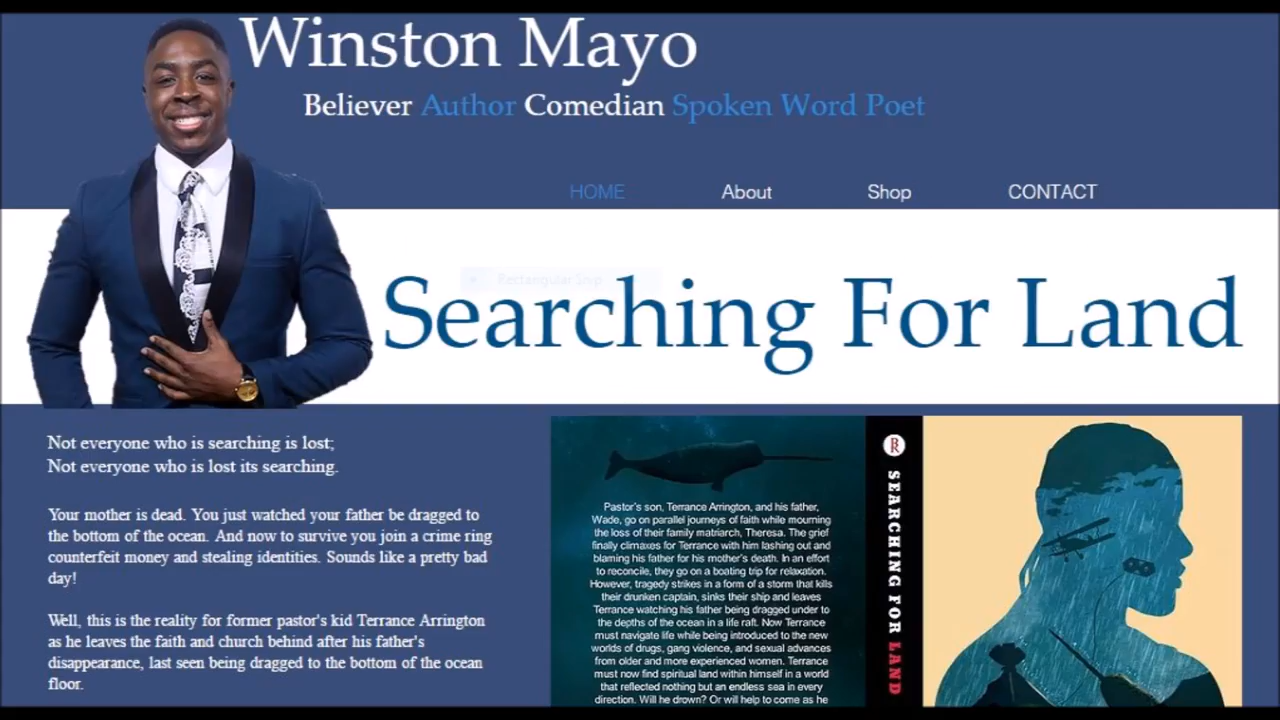 Winston Mayo
Believer Author Comedian Spoken Word Poet
HOME About Shop CONTACT
Rectangular Snip
Searching For Land
Not everyone who is searching is lost;
Not everyone who is lost its searching.
Your mother is dead. You just watched your father be dragged to
the bottom of the ocean. And now to survive you join a crime ring
counterfeit money and stealing identities. Sounds like a pretty bad
day!
Well, this is the reality for former pastor's kid Terrance Arrington
as he leaves the faith and church behind after his father's
disappearance, last seen being dragged to the bottom of the ocean
floor.
Pastor's son, Terrance Arrington, and his father,
Wade, go on parallel journeys of faith while mourning
the loss of their family matriarch, Theresa. The grief
finally climaxes for Terrance with him lashing out and
blaming his father for his mother's death. In an effort
to reconcile, they go on a boating trip for relaxation.
However, tragedy strikes in a form of a storm that kills
their drunken captain, sinks their ship and leaves
Terrance watching his father being dragged under to
the depths of the ocean in a life raft. Now Terrance
must navigate life while being introduced to the new
worlds of drugs, gang violence, and sexual advances
from older and more experienced women. Terrance
must now find spiritual land within himself in a world
that reflected nothing but an endless sea in every
direction. Will he drown? Or will help to come as he
SEARCHING FOR LAND